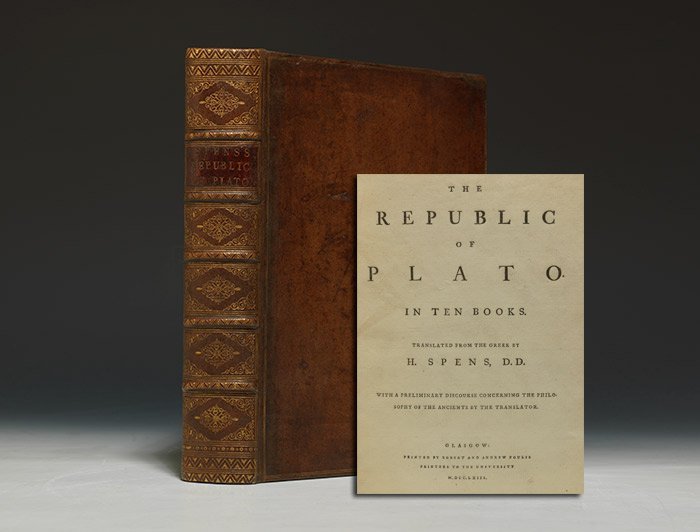 SPENS'S
REPUBLIC
OF PLATO
THE
REPUBLIC
OF
PLATO.
IN TEN BOOKS.
TRANSLATED FROM THE GREEK BY
H. SPENS, D.D.
WITH A PRELIMINARY DISCOURSE CONCERNING THE PHILO-
SOPHY OF THE ANCIENTS BY THE TRANSLATOR.
GLASGOW:
PRINTED BY ROBERT AND ANDREW FOULIS
PRINTERS TO THE UNIVERSITY
M.DCC.LXIII.